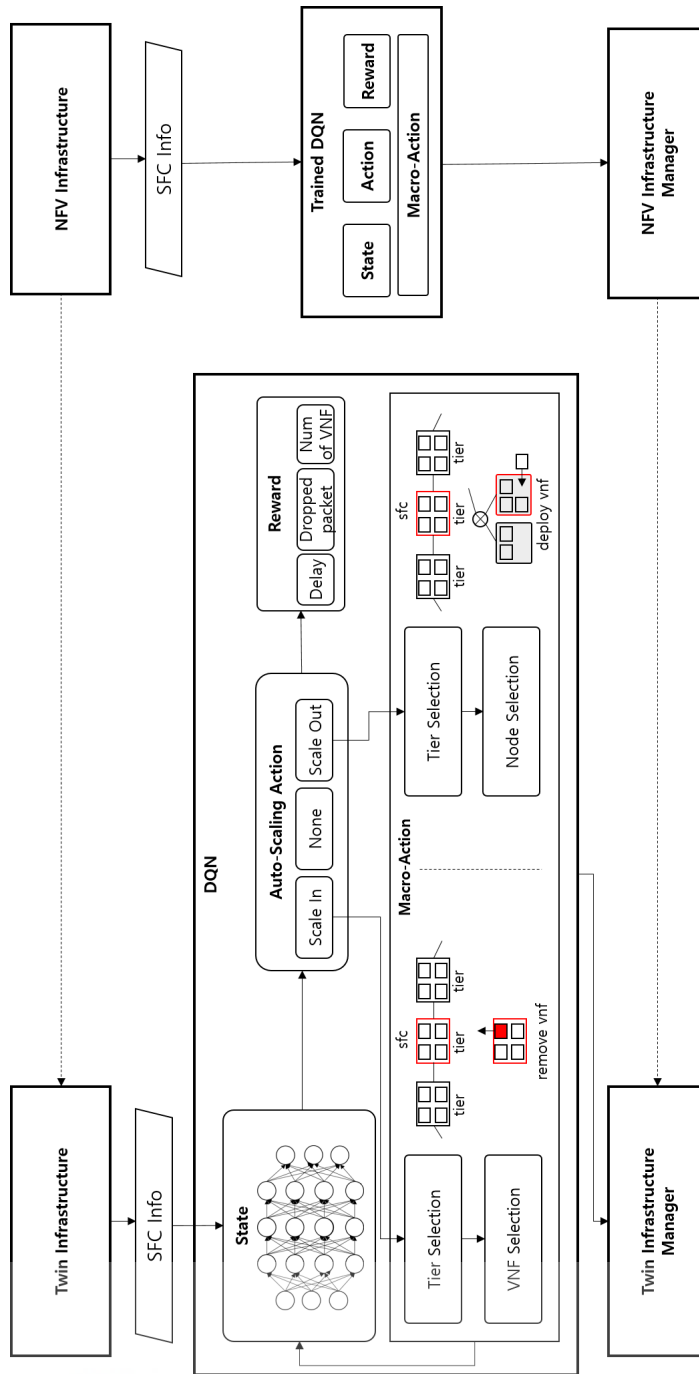 Twin Infrastructure
NFV Infrastructure
SFC Info
SFC Info
DQN
State
Auto-Scaling Action
Scale In
None
Scale Out
Reward
Delay
Dropped
packet
Num
of VNF
Macro-Action
Tier Selection
VNF Selection
sfc
tier
tier
tier
remove vnf
Tier Selection
Node Selection
sfc
tier
tier
tier
deploy vnf
Trained DQN
State
Action
Reward
Macro-Action
Twin Infrastructure
Manager
NFV Infrastructure
Manager